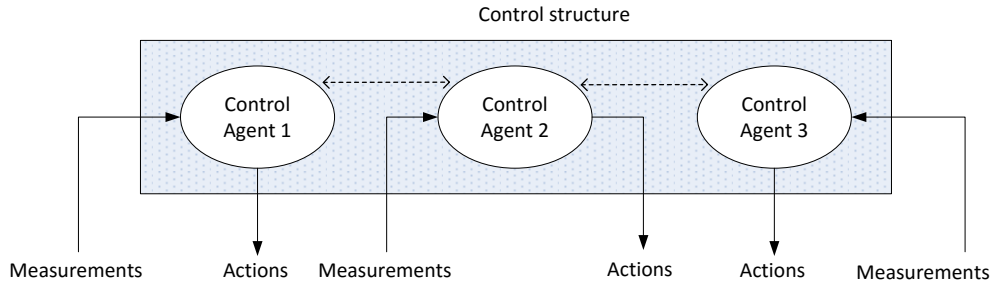 Control structure
Control
Agent 1
Control
Agent 2
Control
Agent 3
Measurements
Actions
Measurements
Actions
Actions
Measurements